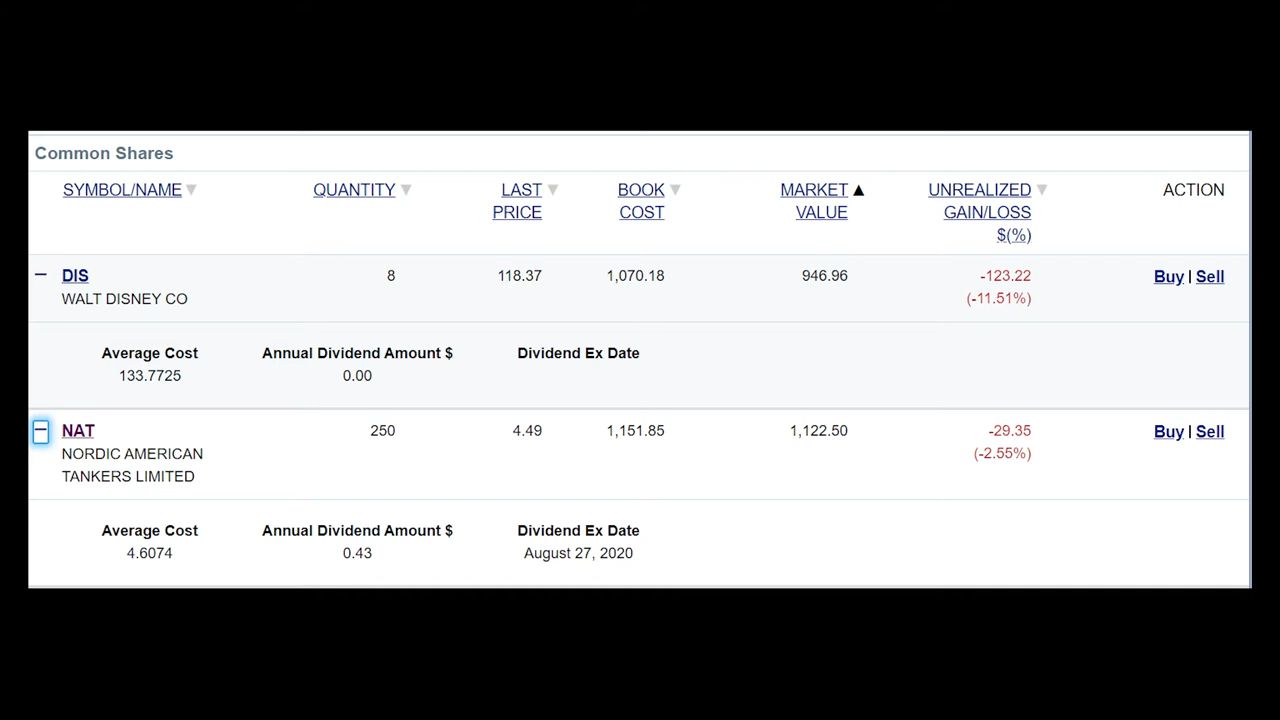 Common Shares
SYMBOL/NAME ▼ QUANTITY ▼ LAST PRICE ▼ BOOK COST ▼ MARKET VALUE ▲ UNREALIZED GAIN/LOSS $(%) ▼ ACTION
DIS 8 118.37 1,070.18 946.96 -123.22 Buy | Sell
WALT DISNEY CO (-11.51%)
Average Cost Annual Dividend Amount $ Dividend Ex Date
133.7725 0.00
NAT 250 4.49 1,151.85 1,122.50 -29.35 Buy | Sell
NORDIC AMERICAN (-2.55%)
TANKERS LIMITED
Average Cost Annual Dividend Amount $ Dividend Ex Date
4.6074 0.43 August 27, 2020